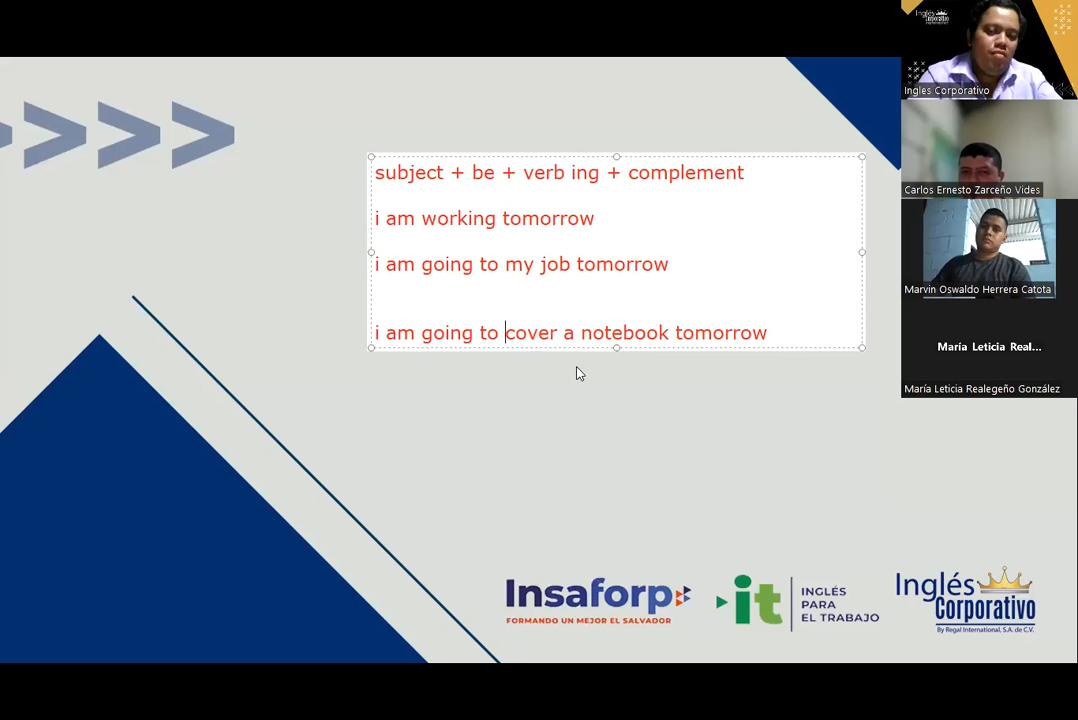 subject + be + verb ing + complement
i am working tomorrow
i am going to my job tomorrow
i am going to cover a notebook tomorrow
Inglés Corporativo
Ingles Corporativo
Carlos Ernesto Zarceño Vides
Marvin Oswaldo Herrera Catota
María Leticia Real...
María Leticia Realegeño González
Insaforp
FORMANDO UN MEJOR EL SALVADOR
it
INGLÉS
PARA
EL TRABAJO
Inglés
Corporativo
By Regal International, S.A. de C.V.